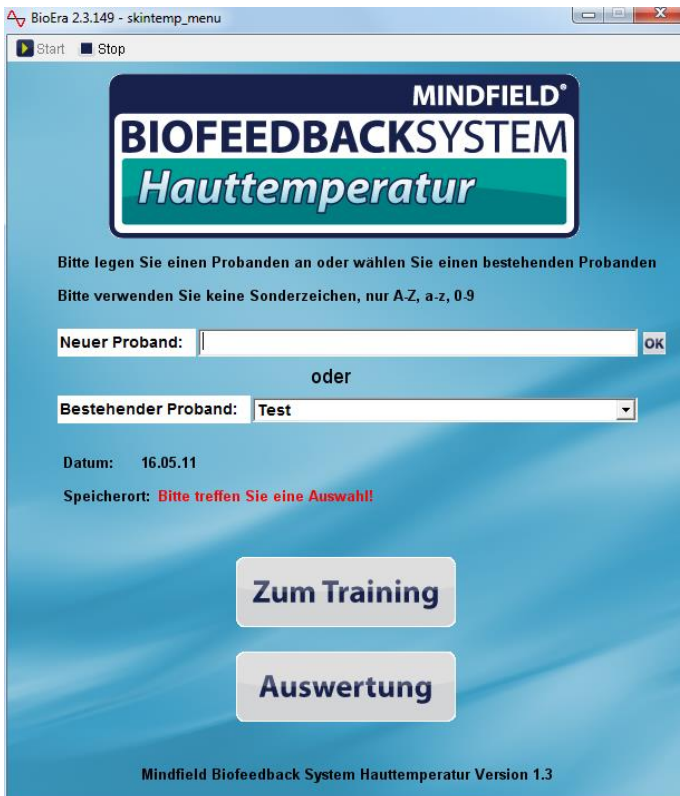 BioEra 2.3.149 - skintemp_menu
Start Stop
MINDFIELD®
BIOFEEDBACKSYSTEM
Hauttemperatur
Bitte legen Sie einen Probanden an oder wählen Sie einen bestehenden Probanden
Bitte verwenden Sie keine Sonderzeichen, nur A-Z, a-z, 0-9
Neuer Proband: OK
oder
Bestehender Proband: Test
Datum: 16.05.11
Speicherort: Bitte treffen Sie eine Auswahl!
Zum Training
Auswertung
Mindfield Biofeedback System Hauttemperatur Version 1.3